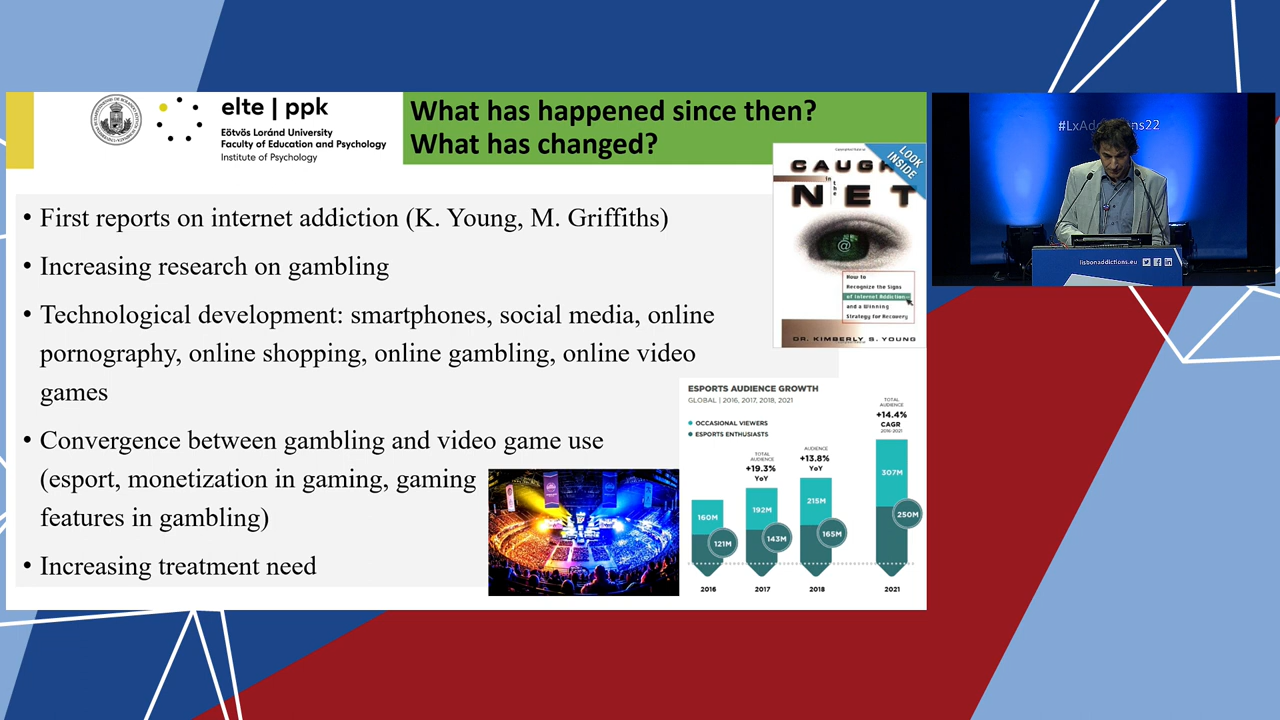 elte | ppk
Eötvös Loránd University
Faculty of Education and Psychology
Institute of Psychology
What has happened since then?
What has changed?
• First reports on internet addiction (K. Young, M. Griffiths)
• Increasing research on gambling
• Technological development: smartphones, social media, online
pornography, online shopping, online gambling, online video
games
• Convergence between gambling and video game use
(esport, monetization in gaming, gaming
features in gambling)
• Increasing treatment need
LOOK
INSIDE
CAUGH
in the
NET
@
How to
Recognize the Signs
of Internet Addiction
and a Winning
Strategy for Recovery
DR. KIMBERLY S. YOUNG
ESPORTS AUDIENCE GROWTH
GLOBAL | 2016, 2017, 2018, 2021
OCCASIONAL VIEWERS
ESPORTS ENTHUSIASTS
160M
121M
2016
TOTAL
AUDIENCE
+19.3%
YoY
192M
143M
2017
AUDIENCE
+13.8%
YoY
215M
165M
2018
TOTAL
AUDIENCE
+14.4%
CAGR
2016-2021
307M
250M
2021
#LxAddictions22
lisbonaddictions.eu